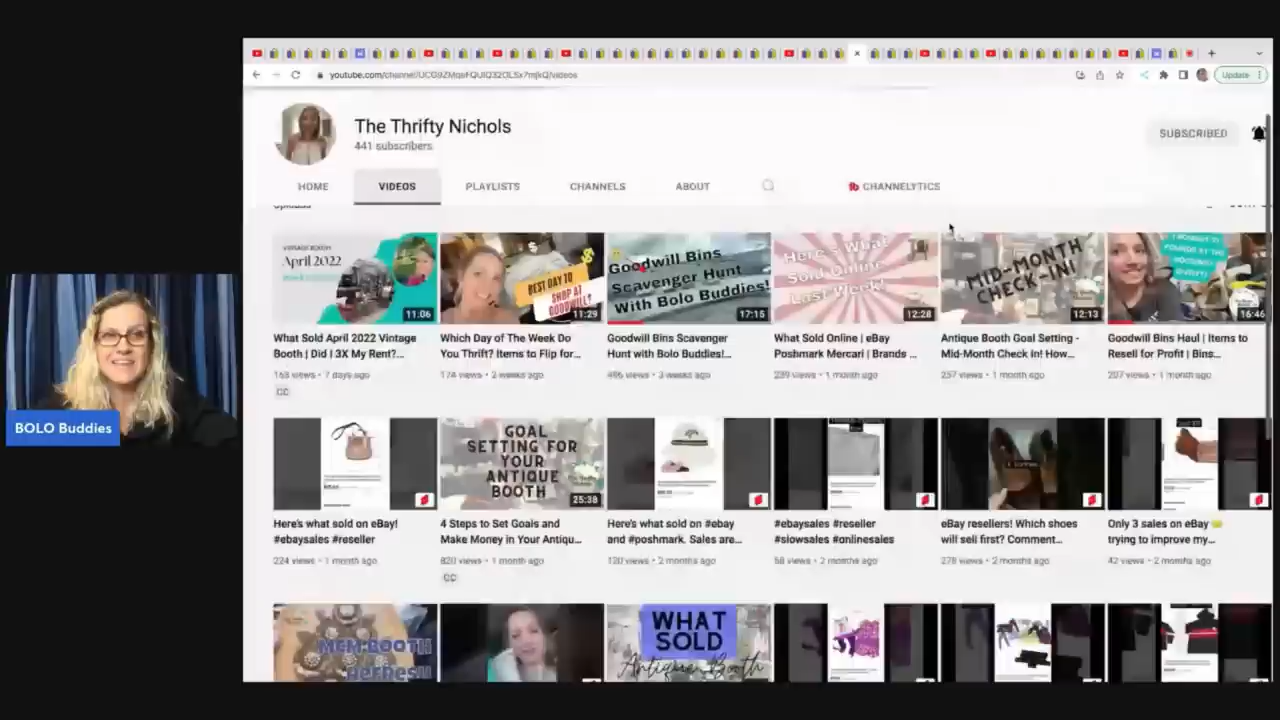 youtube.com/channel/
Update
The Thrifty Nichols
441 subscribers
SUBSCRIBED
HOME
VIDEOS
PLAYLISTS
CHANNELS
ABOUT
CHANNELYTICS
VINTAGE BOOTH
April 2022
11:06
BEST DAY TO
SHOP AT
GOODWILL?
11:29
Goodwill Bins
Scavenger Hunt
With Bolo Buddies!
17:15
Here's What
Sold Online
Last Week!
12:28
MID-MONTH
CHECK-IN!
12:13
16:46
What Sold April 2022 Vintage
Booth | Did I 3X My Rent?...
163 views • 7 days ago
CC
Which Day of The Week Do
You Thrift? Items to Flip for...
174 views • 2 weeks ago
Goodwill Bins Scavenger
Hunt with Bolo Buddies!...
views • 3 weeks ago
What Sold Online | eBay
Poshmark Mercari | Brands ...
239 views • 1 month ago
Antique Booth Goal Setting -
Mid-Month Check In! How...
257 views • 1 month ago
Goodwill Bins Haul | Items to
Resell for Profit | Bins...
207 views • 1 month ago
BOLO Buddies
GOAL
SETTING FOR
YOUR
ANTIQUE
BOOTH
25:38
Here's what sold on eBay!
#ebaysales #reseller
224 views • 1 month ago
4 Steps to Set Goals and
Make Money in Your Antiqu...
820 views • 1 month ago
CC
Here's what sold on #ebay
and #poshmark. Sales are...
120 views • 2 months ago
#ebaysales #reseller
#slowsales #onlinesales
58 views • 2 months ago
eBay resellers! Which shoes
will sell first? Comment...
278 views • 2 months ago
Only 3 sales on eBay
trying to improve my...
42 views • 2 months ago
MCM BOOTH
REFRESH
WHAT
SOLD
Antique Booth